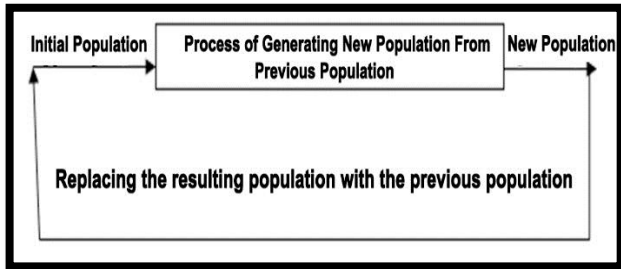 Initial Population
Process of Generating New Population From
Previous Population
New Population
Replacing the resulting population with the previous population